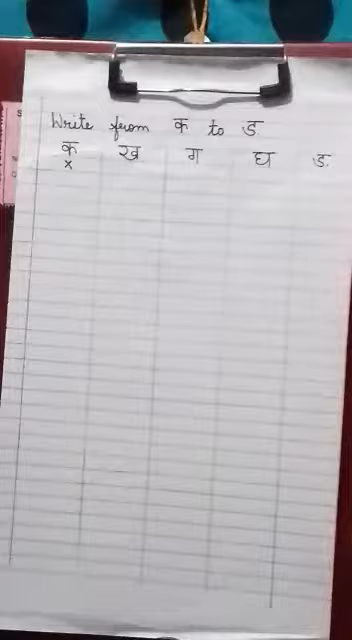 Write from क to ङ
क ख ग घ ङ
x